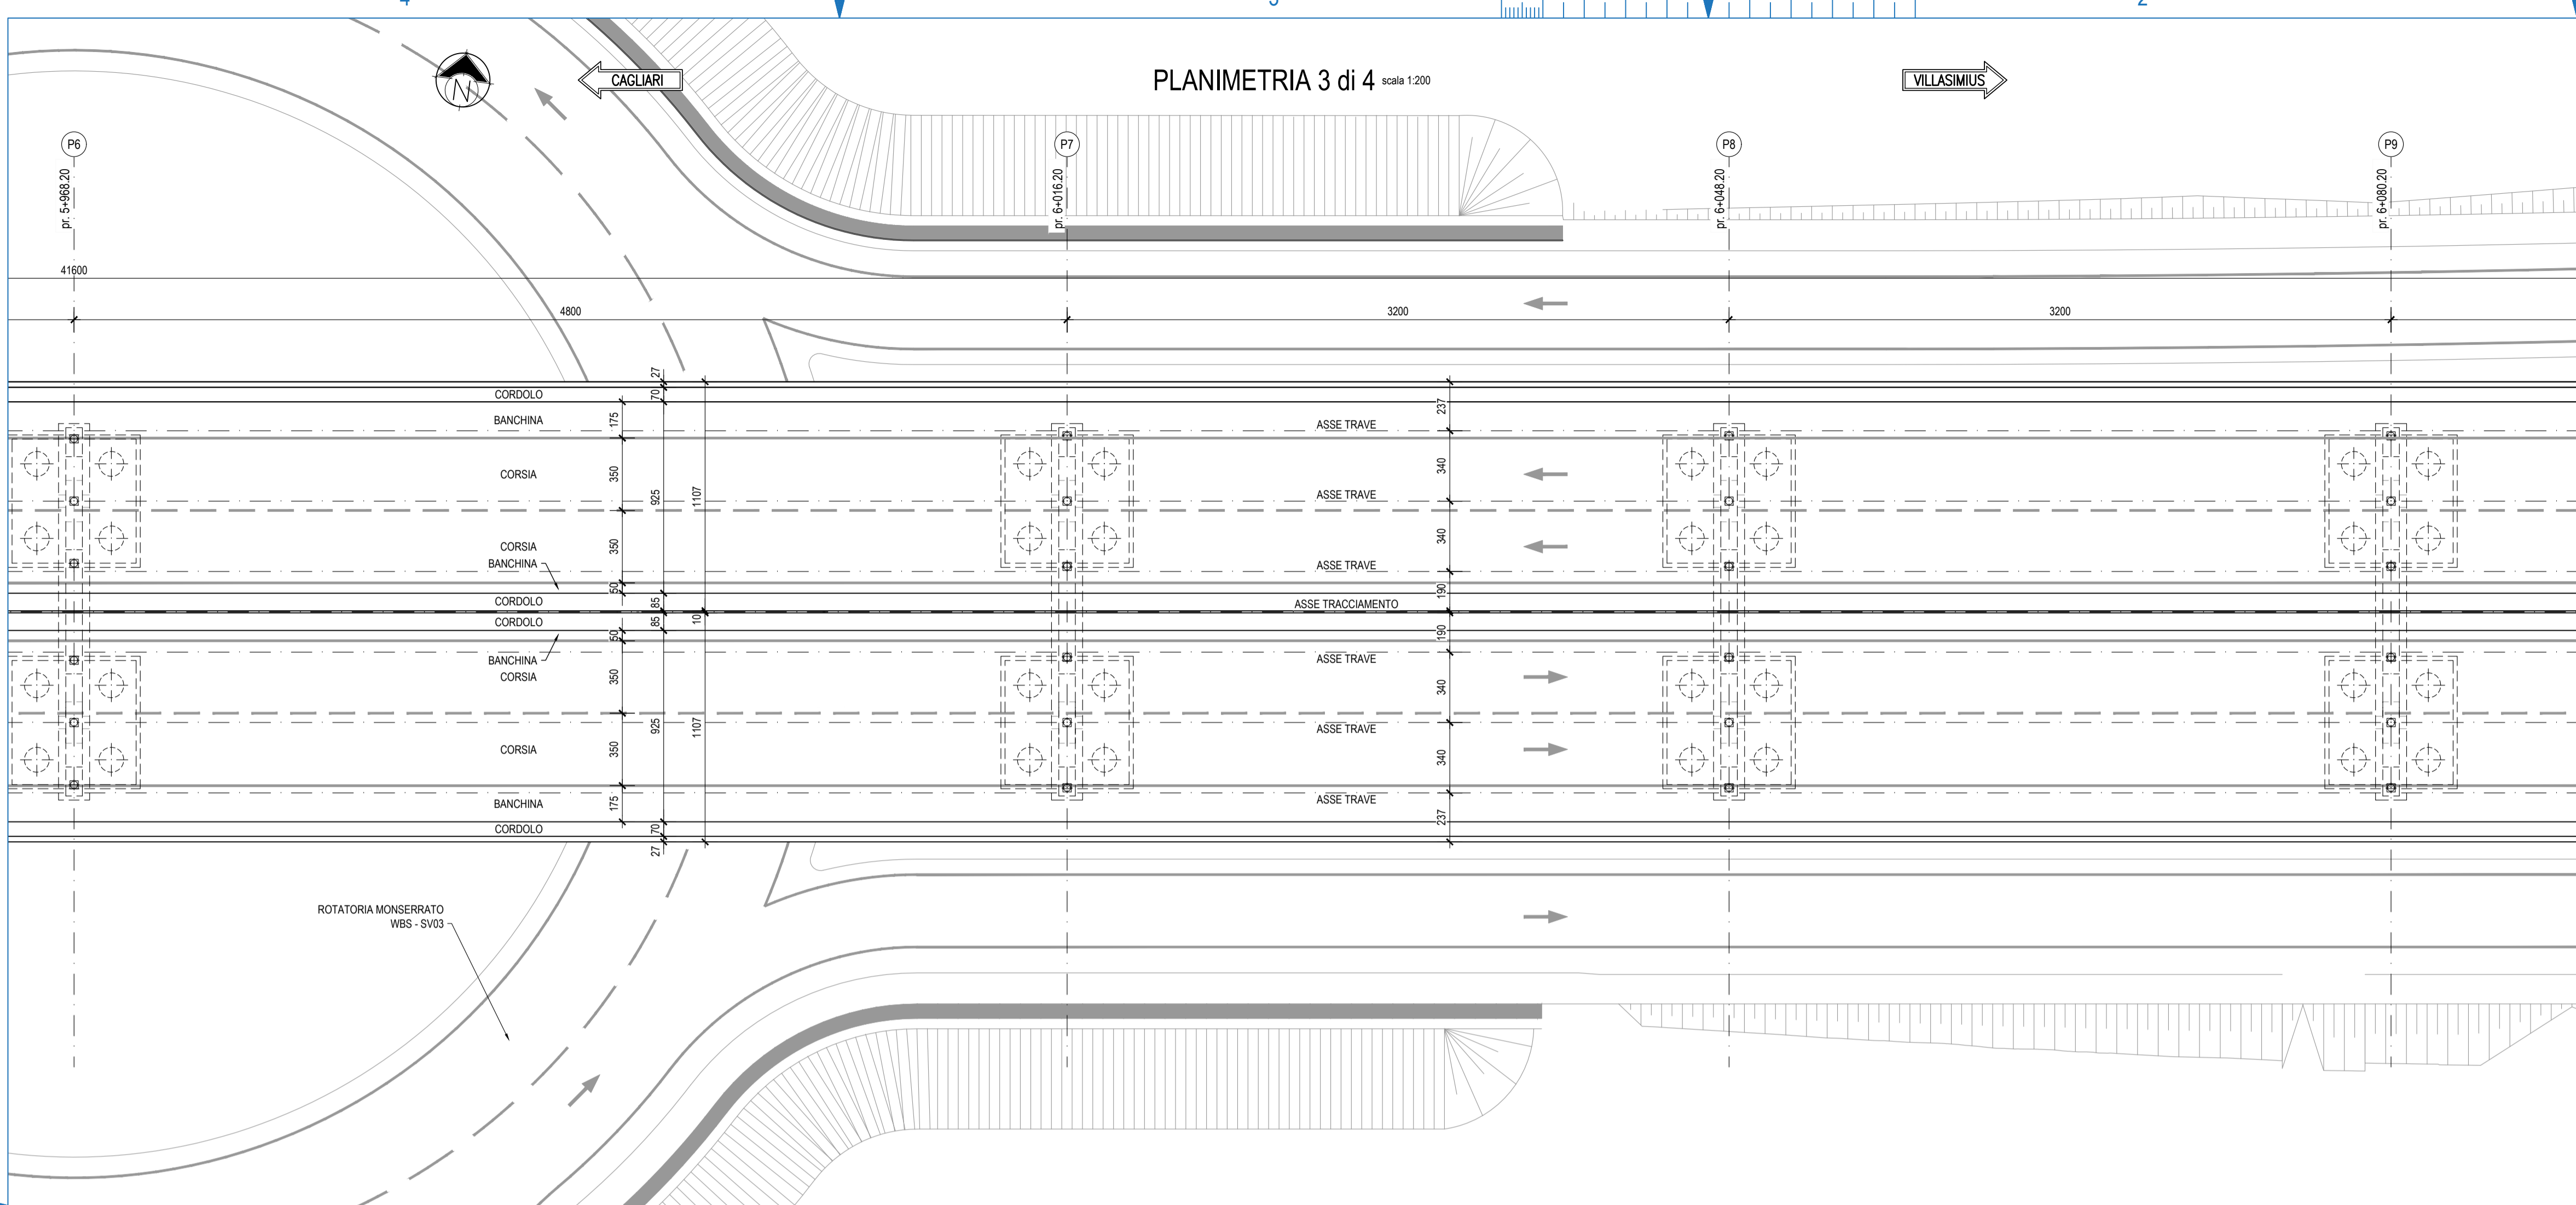 4
3
2
N
CAGLIARI
PLANIMETRIA 3 di 4 scala 1:200
VILLASIMIUS
P6
P7
P8
P9
pr. 5+968.20
pr. 6+016.20
pr. 6+048.20
pr. 6+080.20
41600
4800
3200
3200
CORDOLO
BANCHINA
CORSIA
CORSIA
BANCHINA
CORDOLO
CORDOLO
BANCHINA
CORSIA
CORSIA
BANCHINA
CORDOLO
175
350
350
50
50
350
350
175
27
70
925
85
85
925
70
27
1107
10
1107
ASSE TRAVE
ASSE TRAVE
ASSE TRAVE
ASSE TRACCIAMENTO
ASSE TRAVE
ASSE TRAVE
ASSE TRAVE
237
340
340
190
190
340
340
237
ROTATORIA MONSERRATO
WBS - SV03